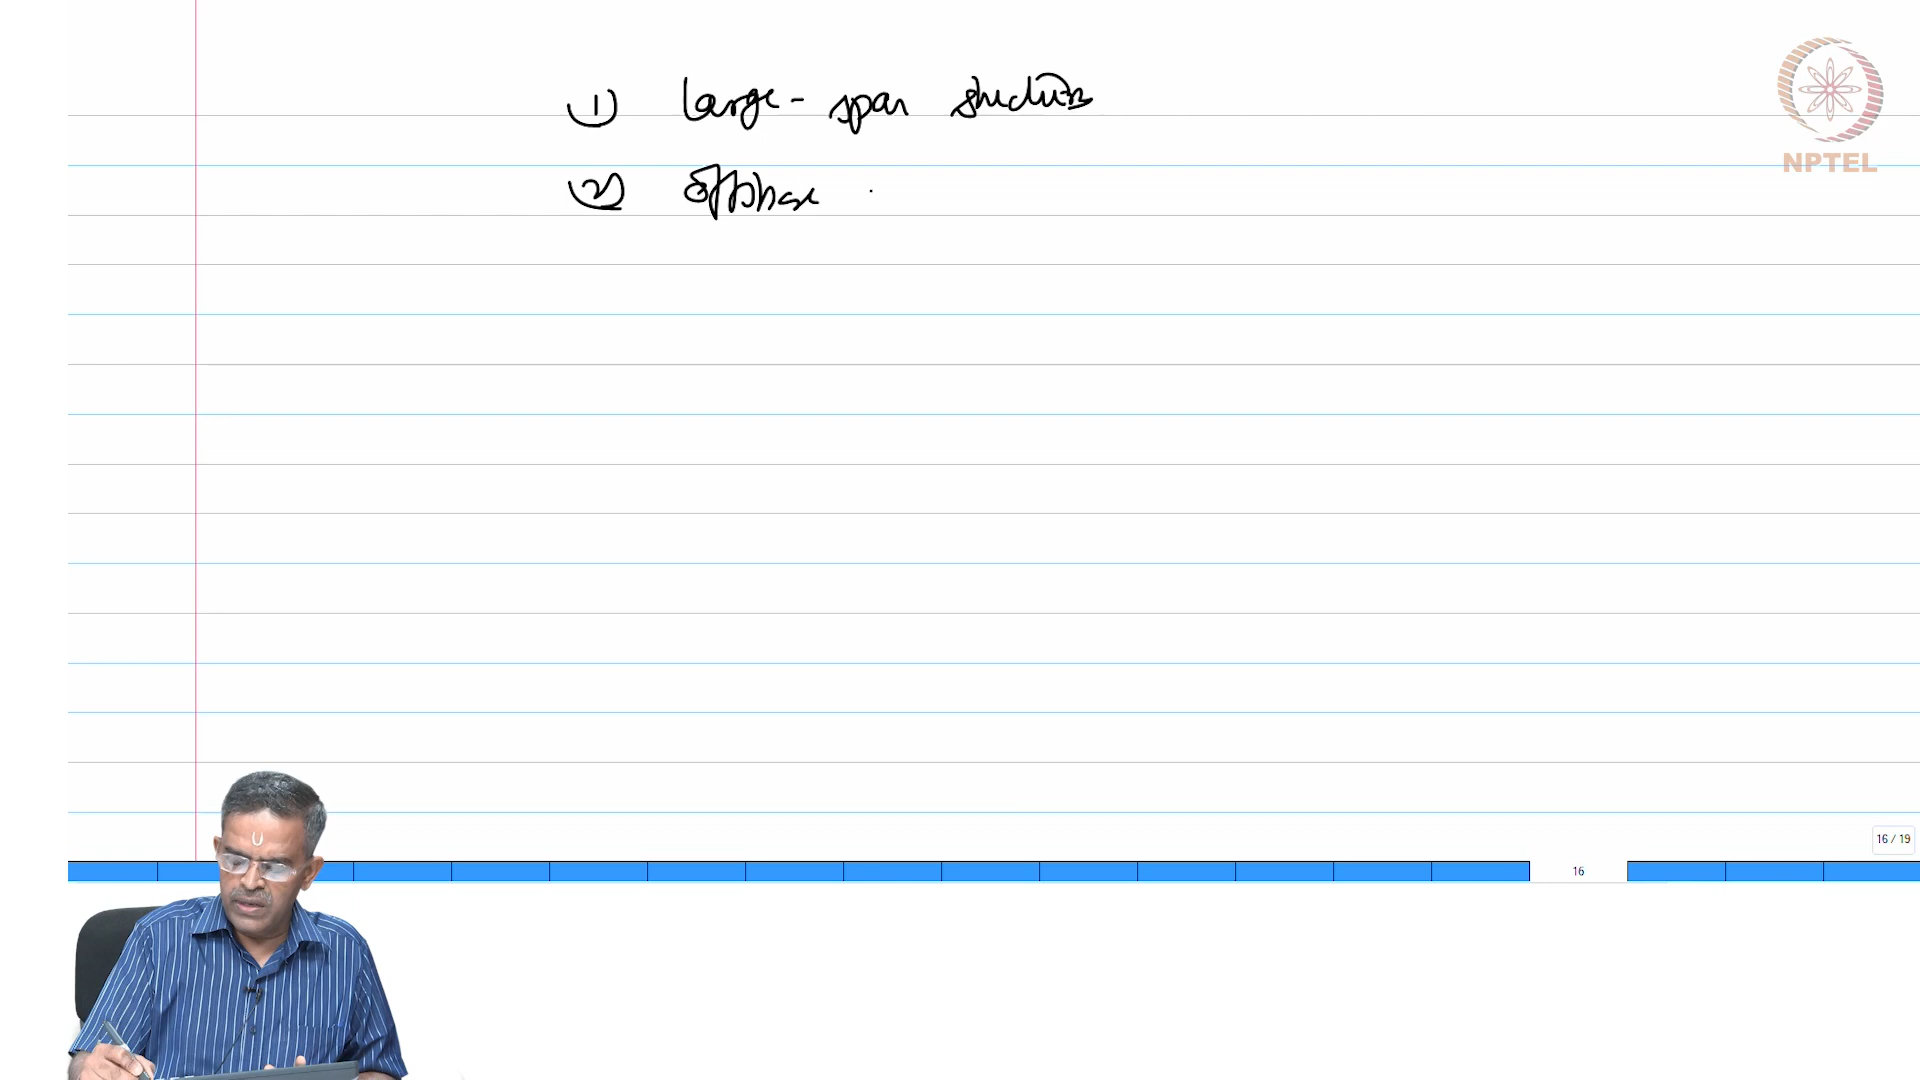 ① Large-span structures
② Offshore
NPTEL
16 / 19
16